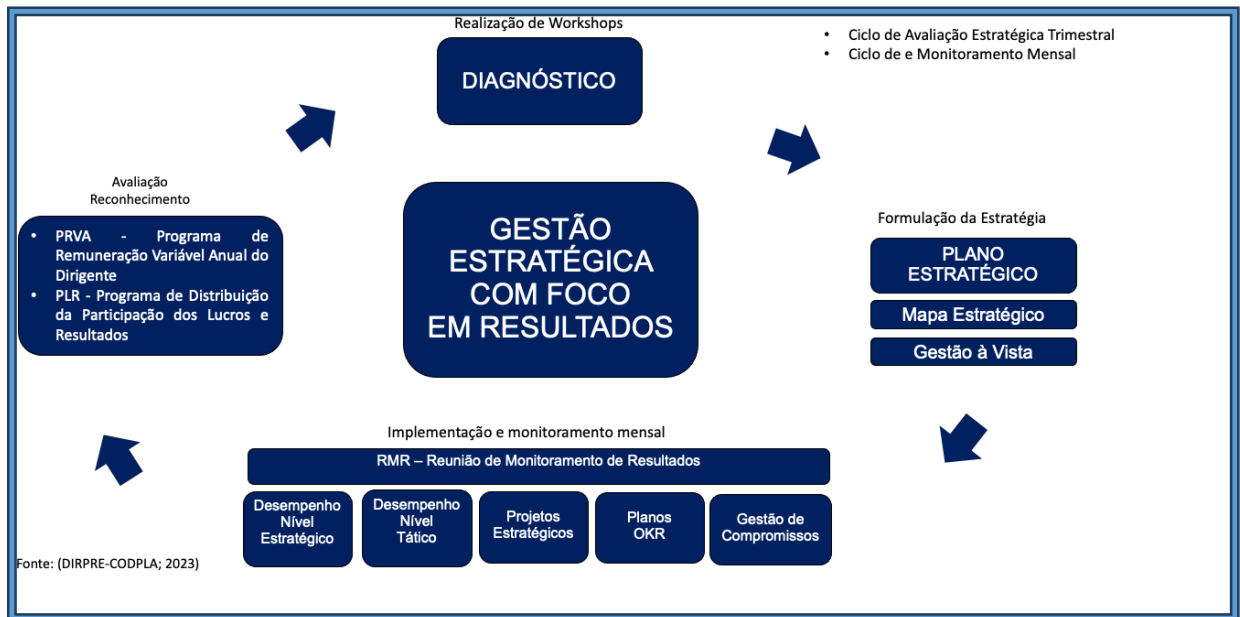 Realização de Workshops
DIAGNÓSTICO
• Ciclo de Avaliação Estratégica Trimestral
• Ciclo de e Monitoramento Mensal
Avaliação
Reconhecimento
• PRVA - Programa de
Remuneração Variável Anual do
Dirigente
• PLR - Programa de Distribuição
da Participação dos Lucros e
Resultados
GESTÃO
ESTRATÉGICA
COM FOCO
EM RESULTADOS
Formulação da Estratégia
PLANO
ESTRATÉGICO
Mapa Estratégico
Gestão à Vista
Implementação e monitoramento mensal
RMR – Reunião de Monitoramento de Resultados
Desempenho
Nível
Estratégico
Desempenho
Nível
Tático
Projetos
Estratégicos
Planos
OKR
Gestão de
Compromissos
Fonte: (DIRPRE-CODPLA; 2023)